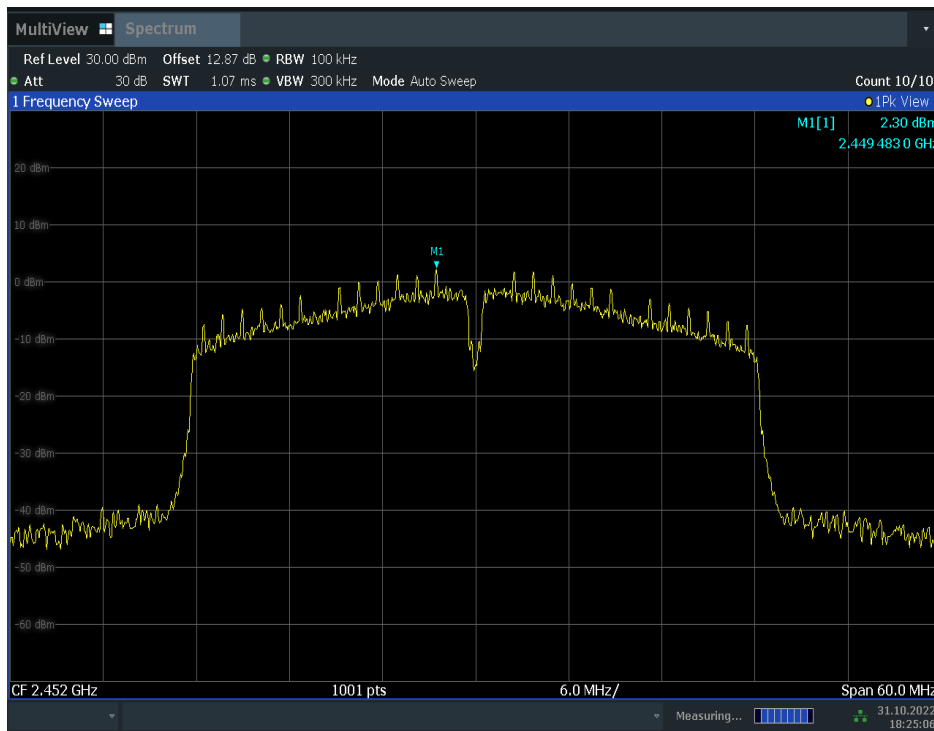 MultiView Spectrum
Ref Level 30.00 dBm Offset 12.87 dB RBW 100 kHz
Att 30 dB SWT 1.07 ms VBW 300 kHz Mode Auto Sweep Count 10/10
1 Frequency Sweep 1Pk View
M1[1] 2.30 dBm
2.449 483 0 GHz
20 dBm
10 dBm
M1
0 dBm
-10 dBm
-20 dBm
-30 dBm
-40 dBm
-50 dBm
-60 dBm
CF 2.452 GHz 1001 pts 6.0 MHz/ Span 60.0 MHz
Measuring... 31.10.2022
18:25:06